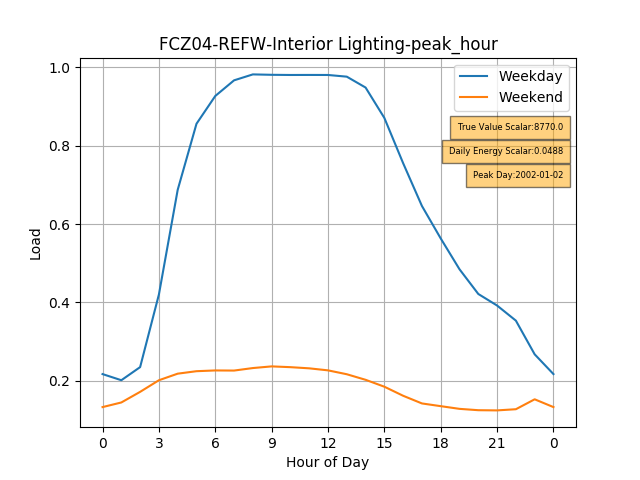 FCZ04-REFW-Interior Lighting-peak_hour
Weekday
Weekend
True Value Scalar:8770.0
Daily Energy Scalar:0.0488
Peak Day:2002-01-02
Load
1.0
0.8
0.6
0.4
0.2
0 3 6 9 12 15 18 21 0
Hour of Day